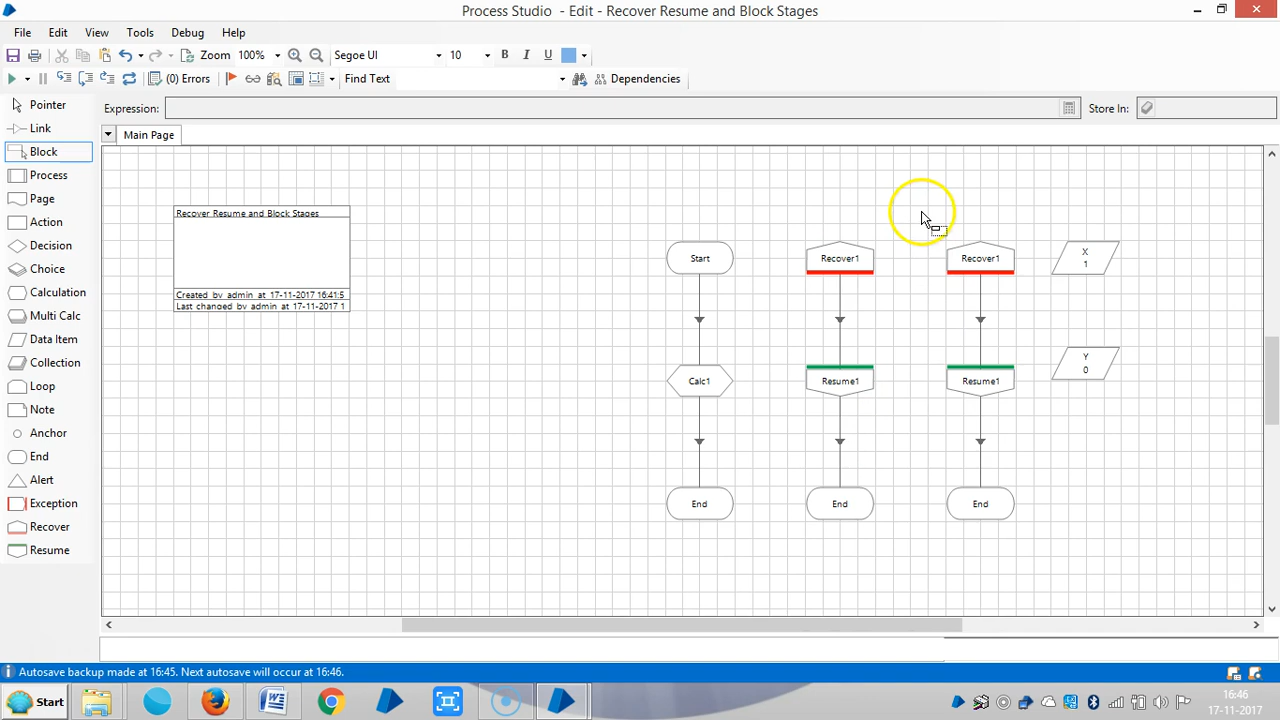 Process Studio - Edit - Recover Resume and Block Stages
File Edit View Tools Debug Help
Zoom 100% Segoe UI 10 B I U
(0) Errors Find Text Dependencies
Expression: Store In:
Main Page
Pointer
Link
Block
Process
Page
Action
Decision
Choice
Calculation
Multi Calc
Data Item
Collection
Loop
Note
Anchor
End
Alert
Exception
Recover
Resume
Recover Resume and Block Stages
Created by admin at 17-11-2017 16:41:5
Last changed by admin at 17-11-2017 1
Start
Recover1
Recover1
X
1
Calc1
Resume1
Resume1
Y
0
End
End
End
Autosave backup made at 16:45. Next autosave will occur at 16:46.
Start
16:46
17-11-2017